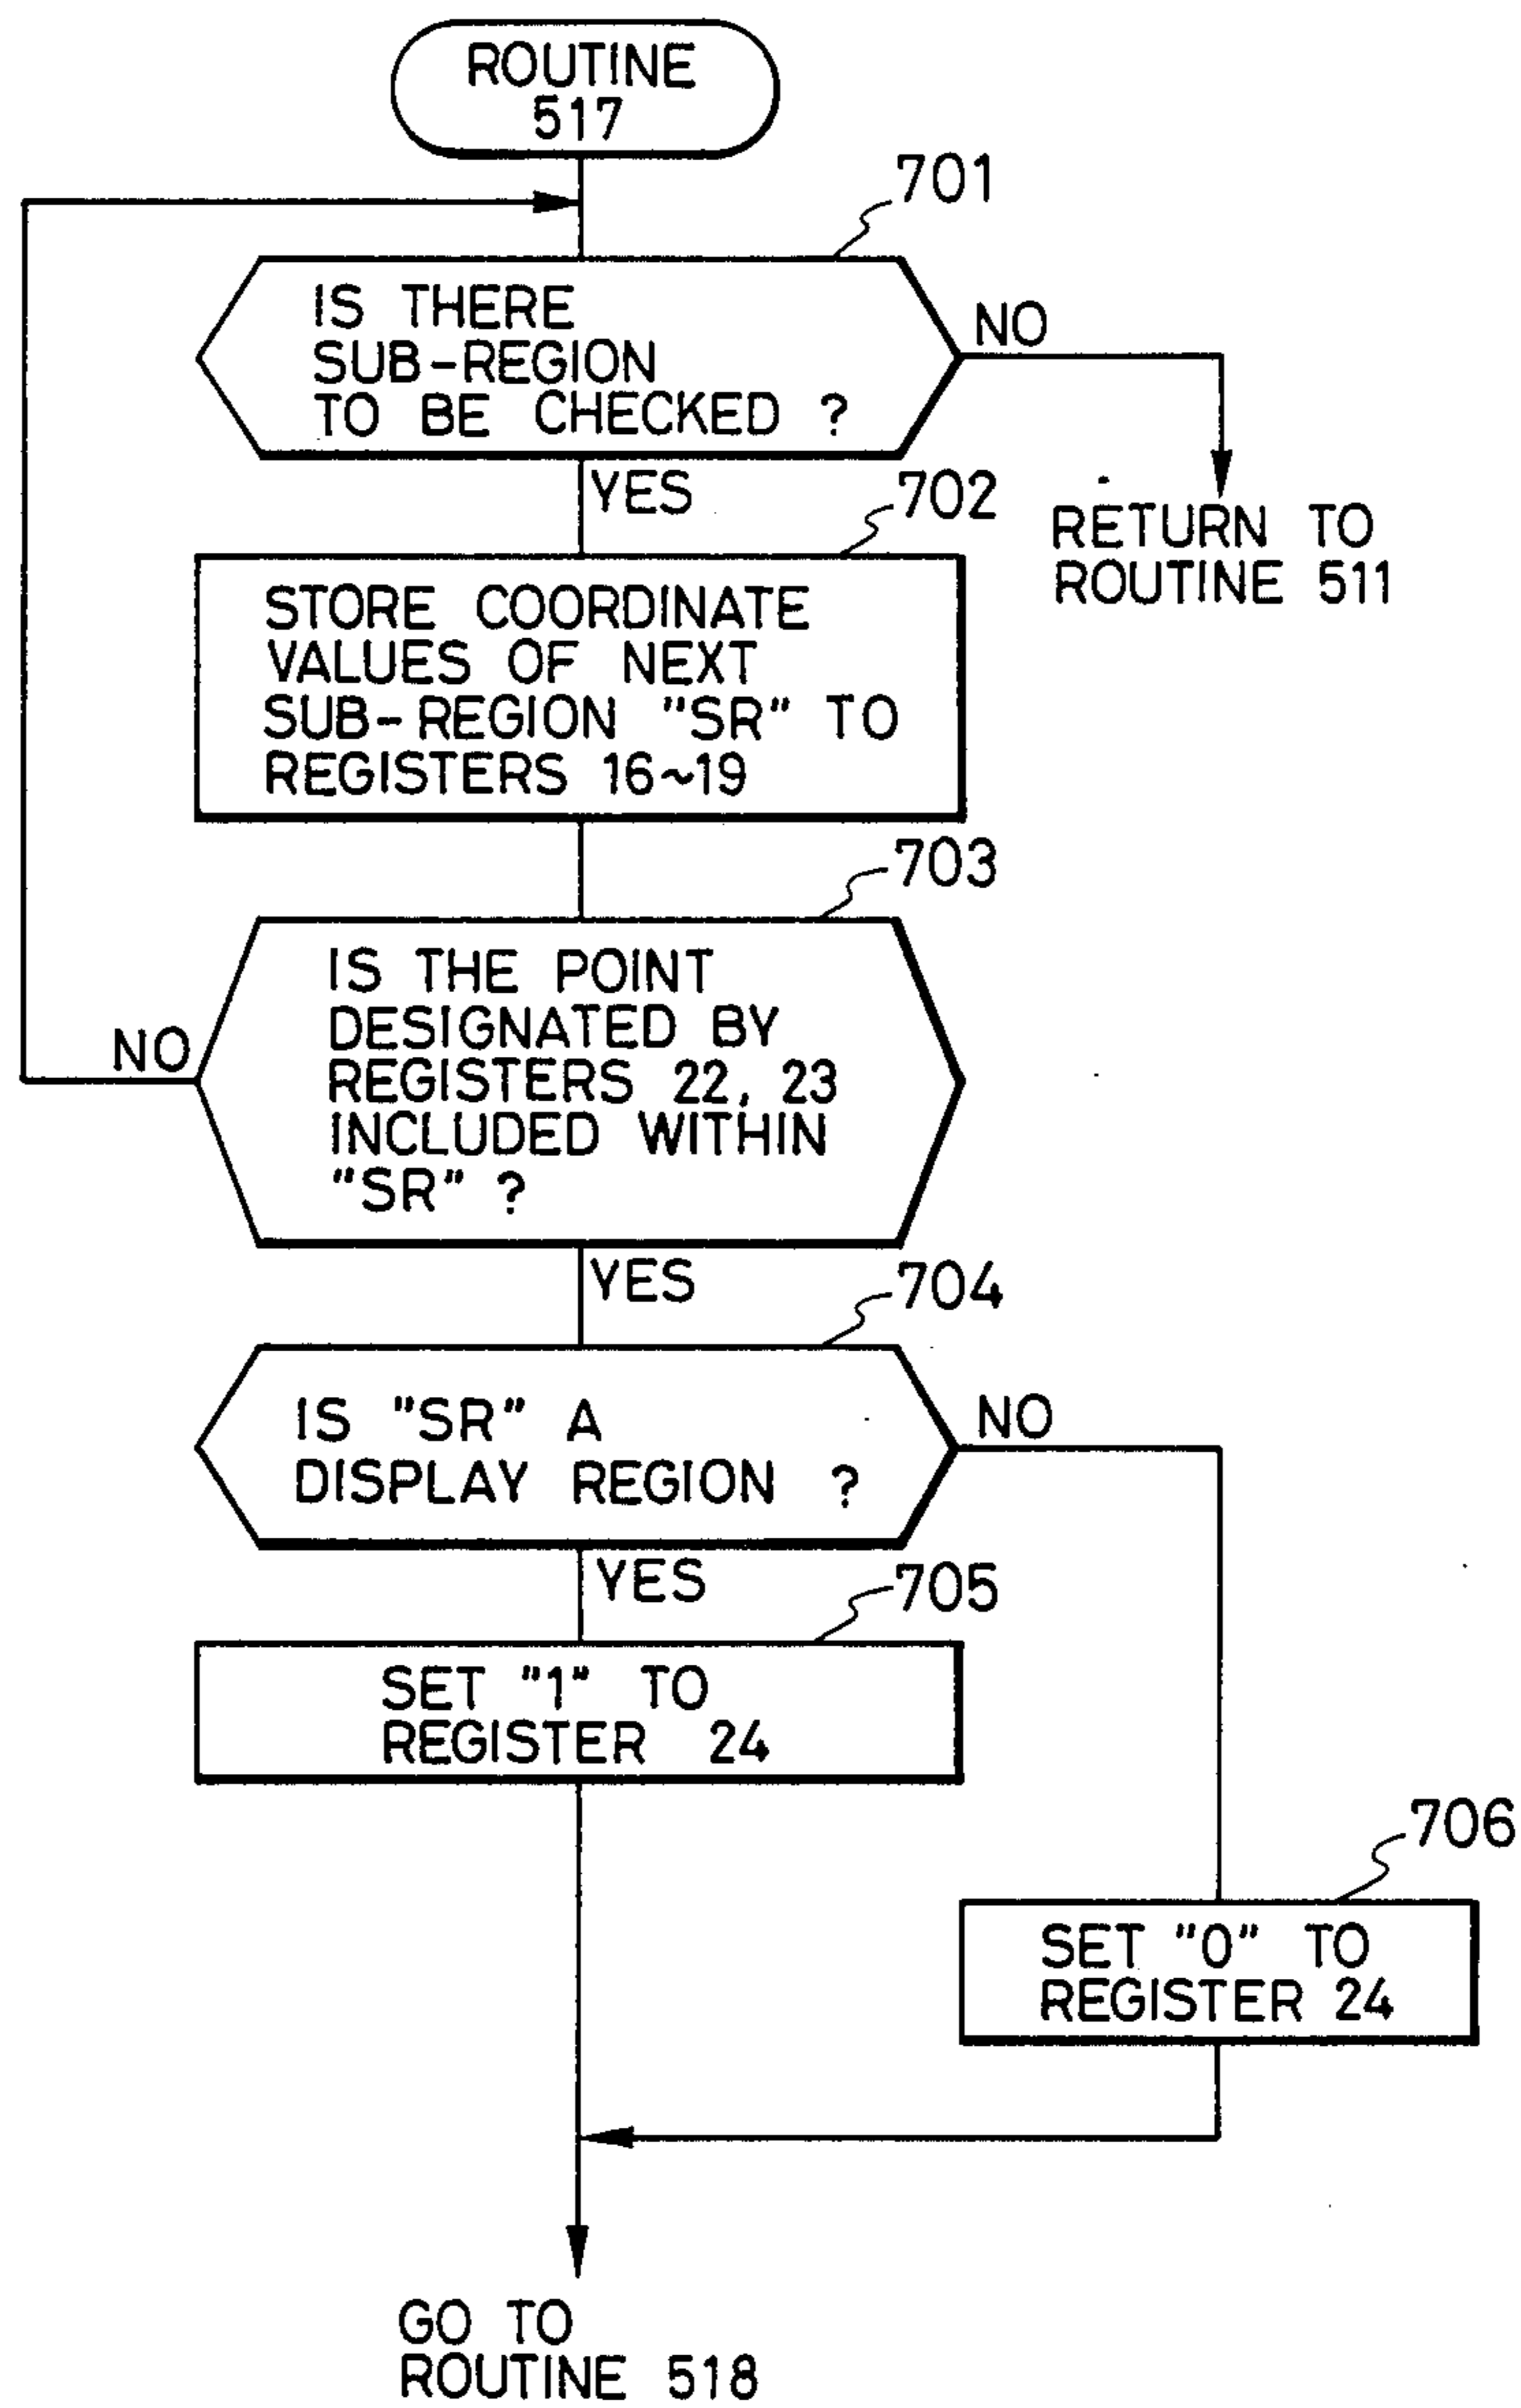 ROUTINE
517
701
IS THERE
SUB-REGION
TO BE CHECKED ?
NO
YES
RETURN TO
ROUTINE 511
702
STORE COORDINATE
VALUES OF NEXT
SUB-REGION "SR" TO
REGISTERS 16~19
703
IS THE POINT
DESIGNATED BY
REGISTERS 22, 23
INCLUDED WITHIN
"SR" ?
NO
YES
704
IS "SR" A
DISPLAY REGION ?
NO
YES
705
SET "1" TO
REGISTER 24
706
SET "0" TO
REGISTER 24
GO TO
ROUTINE 518